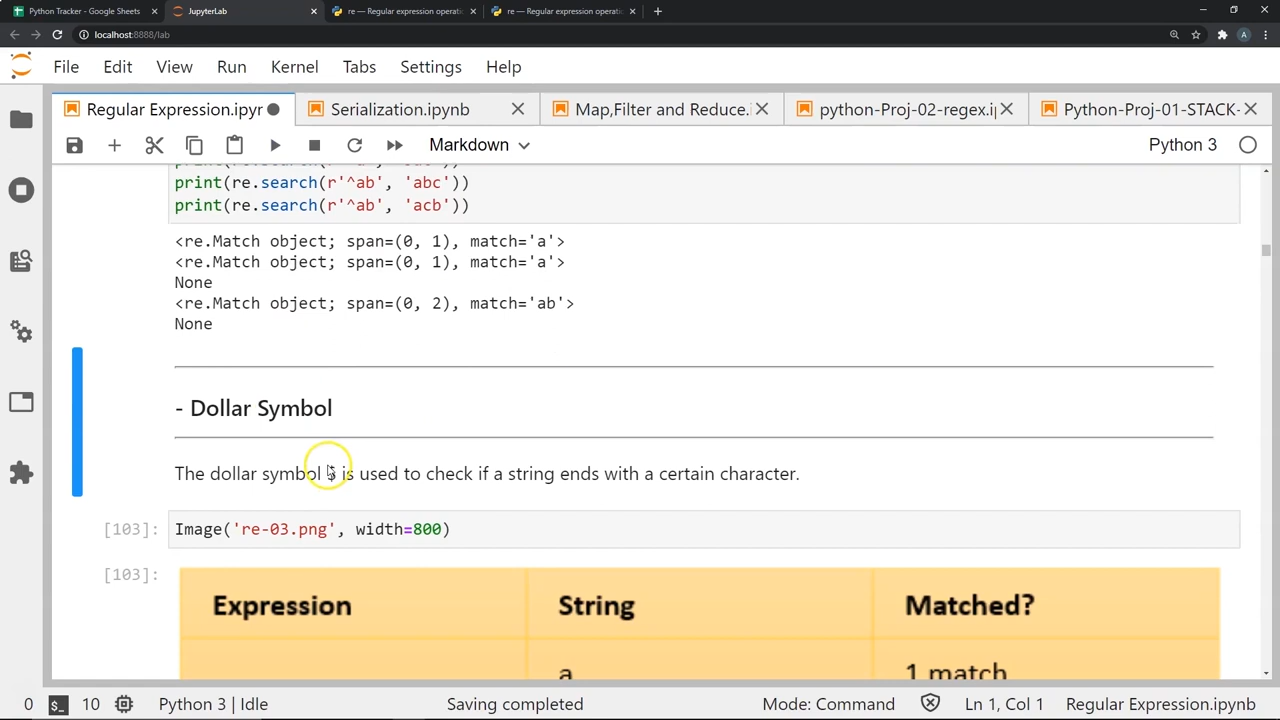 Python Tracker - Google Sheets
JupyterLab
re — Regular expression operatio
re — Regular expression operatio
localhost:8888/lab
A
File Edit View Run Kernel Tabs Settings Help
Regular Expression.ipyr
Serialization.ipynb
Map,Filter and Reduce.
python-Proj-02-regex.i
Python-Proj-01-STACK-
Markdown
Python 3
print(re.search(r'^ab', 'abc'))
print(re.search(r'^ab', 'acb'))
<re.Match object; span=(0, 1), match='a'>
<re.Match object; span=(0, 1), match='a'>
None
<re.Match object; span=(0, 2), match='ab'>
None
- Dollar Symbol
The dollar symbol $ is used to check if a string ends with a certain character.
[103]: Image('re-03.png', width=800)
[103]:
Expression String Matched?
a 1 match
0 $_ 10 Python 3 | Idle Saving completed Mode: Command Ln 1, Col 1 Regular Expression.ipynb